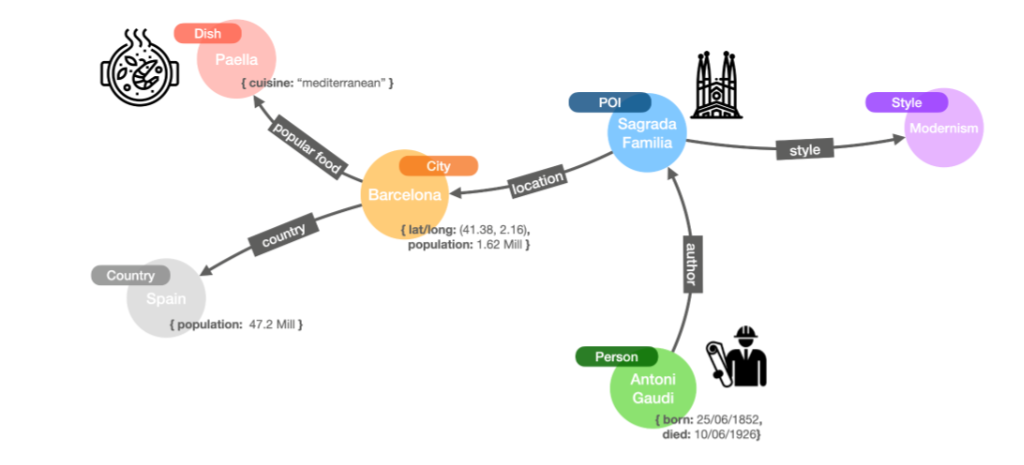 Dish
Paella
{ cuisine: “mediterranean” }
popular food
POI
Sagrada
Familia
Style
Modernism
style
City
Barcelona
location
{ lat/long: (41.38, 2.16),
population: 1.62 Mill }
country
Country
Spain
{ population: 47.2 Mill }
author
Person
Antoni
Gaudi
{ born: 25/06/1852,
died: 10/06/1926}